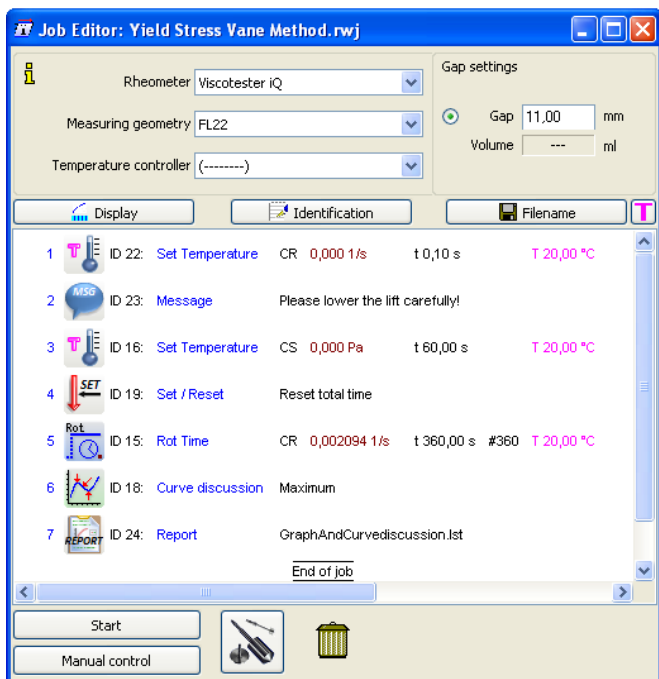 Job Editor: Yield Stress Vane Method.rwj
Rheometer Viscotester iQ
Measuring geometry FL22
Temperature controller (--------)
Gap settings
Gap 11,00 mm
Volume --- ml
Display Identification Filename T
1 T ID 22: Set Temperature CR 0,000 1/s t 0,10 s T 20,00 °C
2 MSG ID 23: Message Please lower the lift carefully!
3 T ID 16: Set Temperature CS 0,000 Pa t 60,00 s T 20,00 °C
4 SET ID 19: Set / Reset Reset total time
5 Rot ID 15: Rot Time CR 0,002094 1/s t 360,00 s #360 T 20,00 °C
6 ID 18: Curve discussion Maximum
7 REPORT ID 24: Report GraphAndCurvediscussion.lst
End of job
Start
Manual control